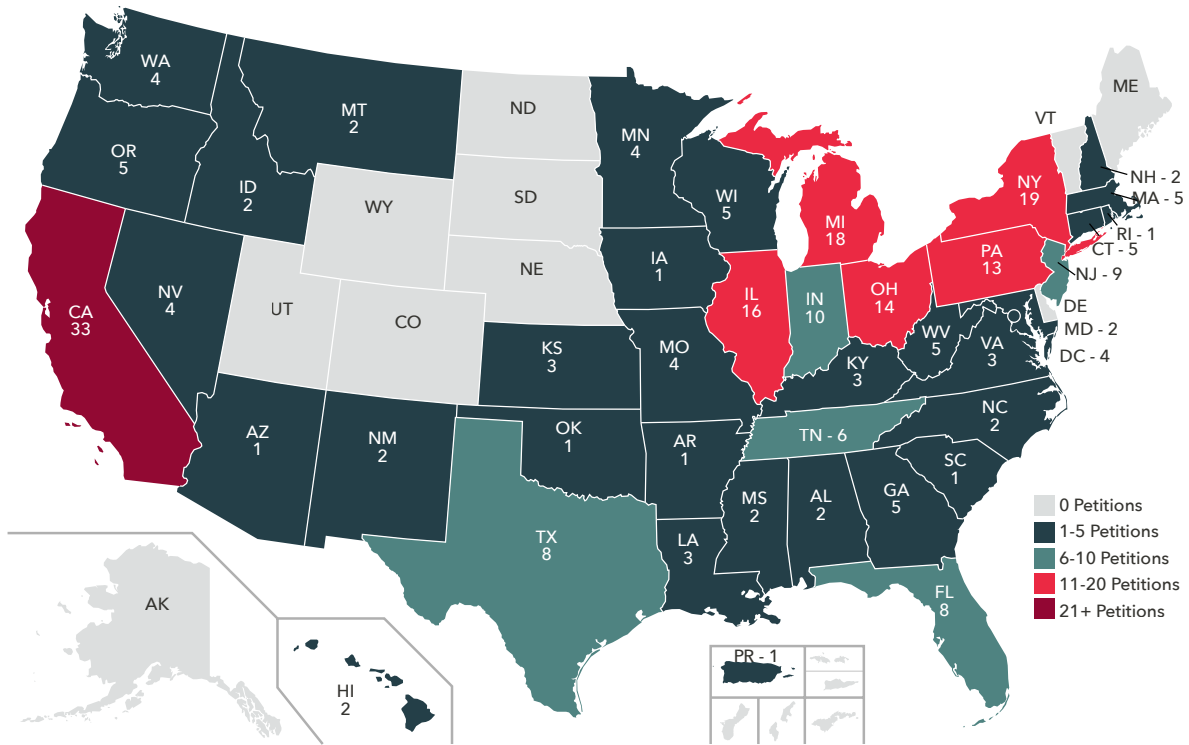 WA
4
MT
2
ND
MN
4
ME
VT
OR
5
ID
2
WY
SD
WI
5
MI
18
NY
19
NH - 2
MA - 5
RI - 1
CT - 5
NJ - 9
PA
13
NE
IA
1
IL
16
IN
10
OH
14
DE
MD - 2
DC - 4
NV
4
UT
CO
CA
33
KS
3
MO
4
KY
3
WV
5
VA
3
AZ
1
NM
2
OK
1
AR
1
TN - 6
NC
2
SC
1
MS
2
AL
2
GA
5
TX
8
LA
3
FL
8
0 Petitions
1-5 Petitions
6-10 Petitions
11-20 Petitions
21+ Petitions
AK
HI
2
PR - 1